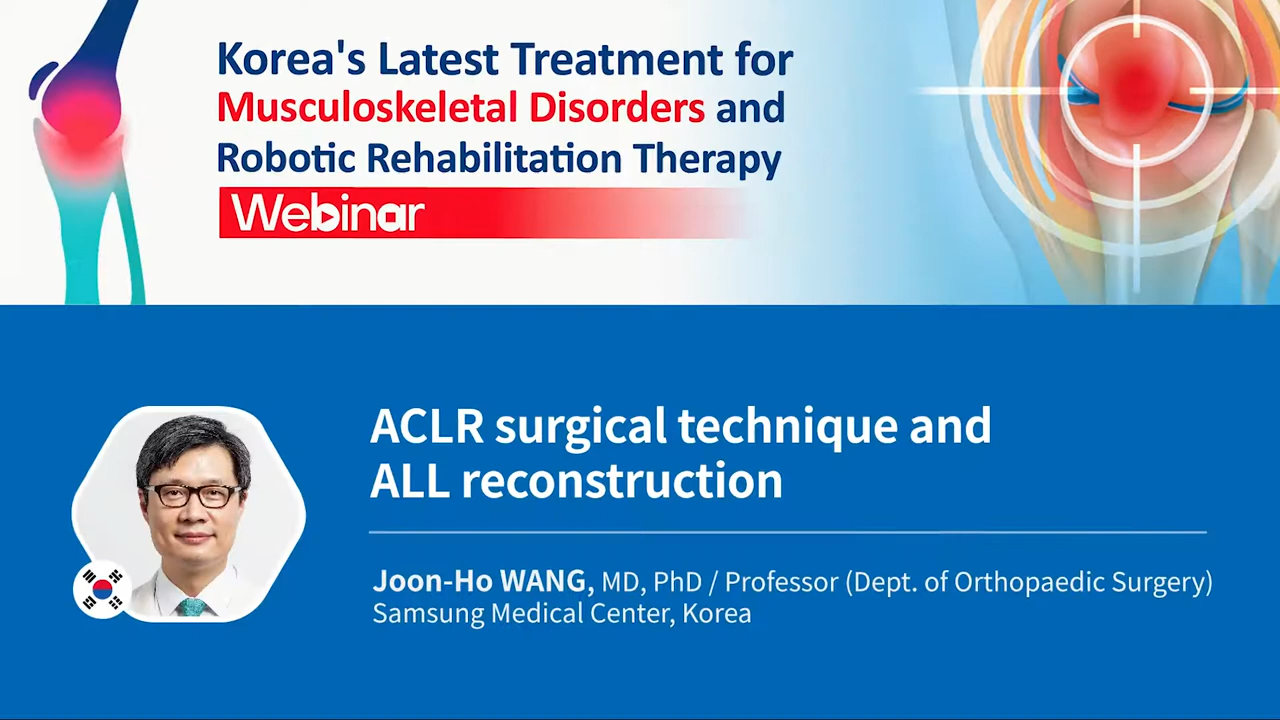 Korea's Latest Treatment for
Musculoskeletal Disorders and
Robotic Rehabilitation Therapy
Webinar
ACLR surgical technique and
ALL reconstruction
Joon-Ho WANG, MD, PhD / Professor (Dept. of Orthopaedic Surgery)
Samsung Medical Center, Korea